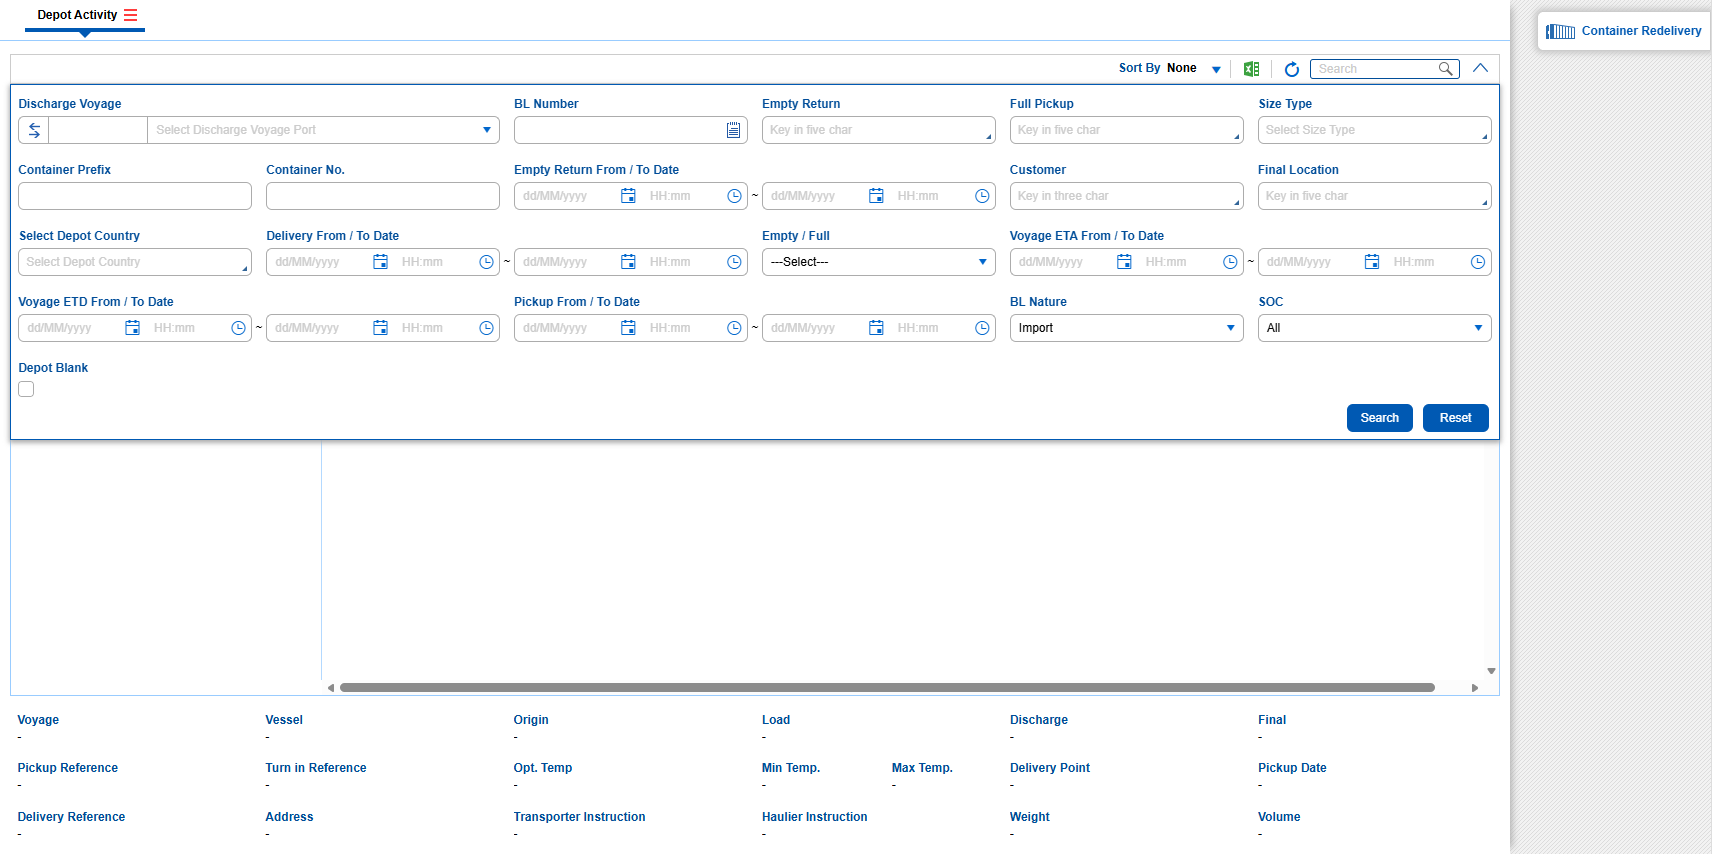 Depot Activity
Container Redelivery
Sort By None
Search
Discharge Voyage
BL Number
Empty Return
Full Pickup
Size Type
Select Discharge Voyage Port
Key in five char
Key in five char
Select Size Type
Container Prefix
Container No.
Empty Return From / To Date
Customer
Final Location
dd/MM/yyyy HH:mm ~ dd/MM/yyyy HH:mm
Key in three char
Key in five char
Select Depot Country
Delivery From / To Date
Empty / Full
Voyage ETA From / To Date
Select Depot Country
dd/MM/yyyy HH:mm ~ dd/MM/yyyy HH:mm
---Select---
dd/MM/yyyy HH:mm ~ dd/MM/yyyy HH:mm
Voyage ETD From / To Date
Pickup From / To Date
BL Nature
SOC
dd/MM/yyyy HH:mm ~ dd/MM/yyyy HH:mm
dd/MM/yyyy HH:mm ~ dd/MM/yyyy HH:mm
Import
All
Depot Blank
Search
Reset
Voyage
Vessel
Origin
Load
Discharge
Final
-
-
-
-
-
-
Pickup Reference
Turn in Reference
Opt. Temp
Min Temp.
Max Temp.
Delivery Point
Pickup Date
-
-
-
-
-
-
-
Delivery Reference
Address
Transporter Instruction
Haulier Instruction
Weight
Volume
-
-
-
-
-
-